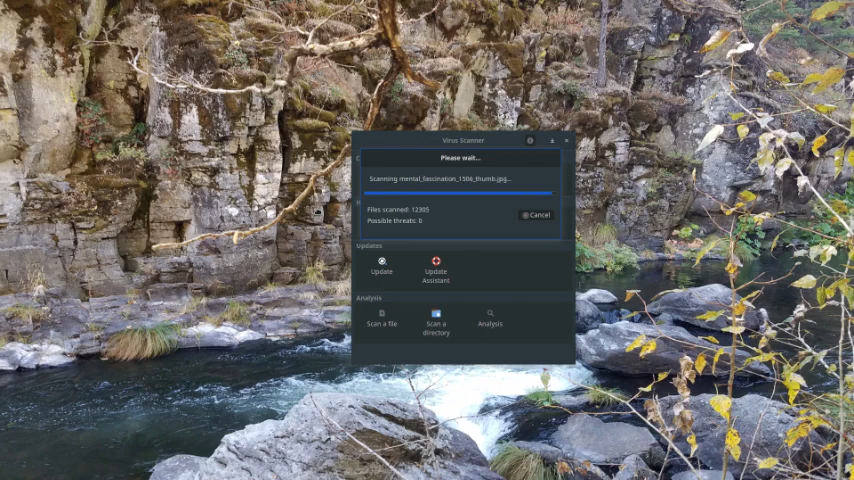 Virus Scanner
Please wait...
Scanning mental_fascination_1506_thumb.jpg...
Files scanned: 12305
Possible threats: 0
Cancel
Updates
Update
Update Assistant
Analysis
Scan a file
Scan a directory
Analysis